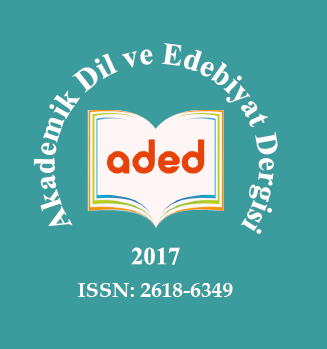 Akademik Dil ve Edebiyat Dergisi
aded
2017
ISSN: 2618-6349